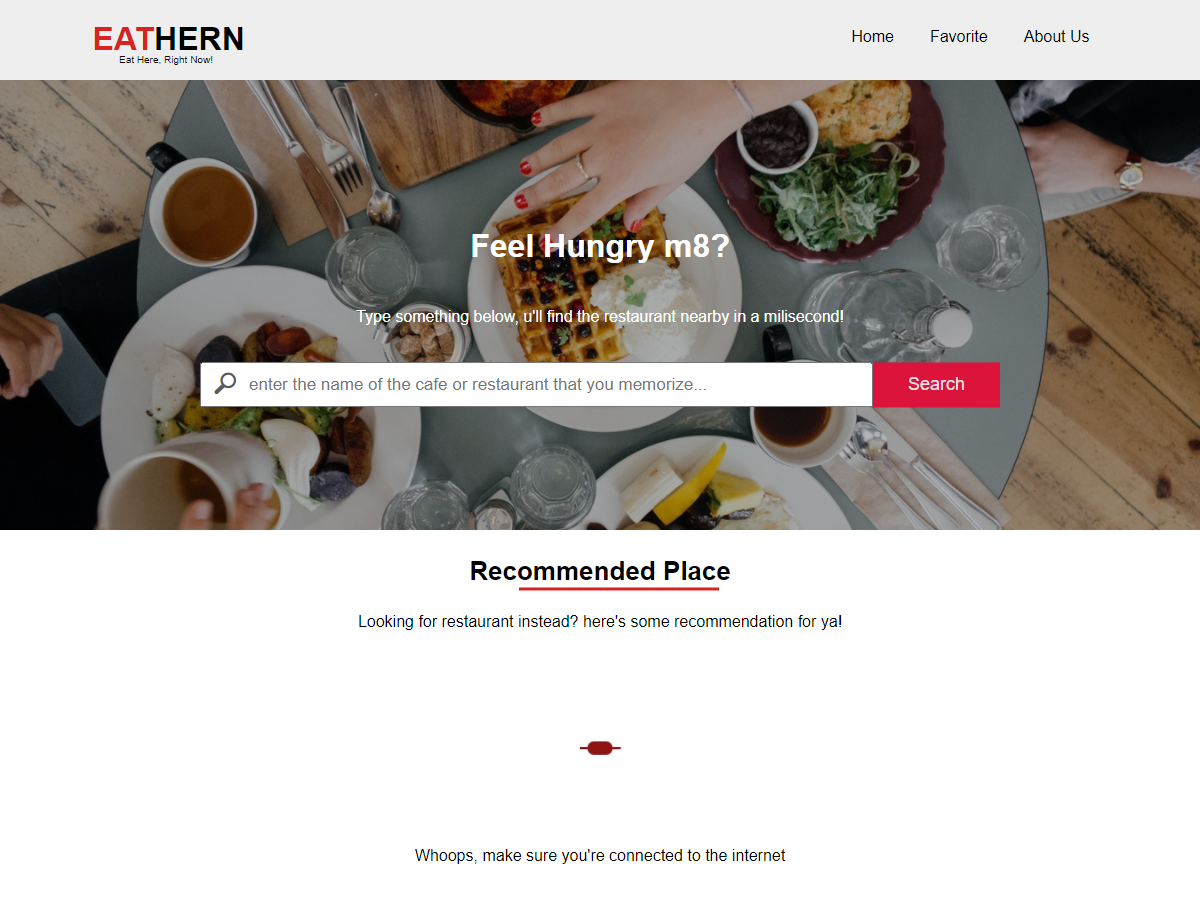 EATHERN
Eat Here, Right Now!
Home
Favorite
About Us
Feel Hungry m8?
Type something below, u'll find the restaurant nearby in a milisecond!
enter the name of the cafe or restaurant that you memorize...
Search
Recommended Place
Looking for restaurant instead? here's some recommendation for ya!
Whoops, make sure you're connected to the internet